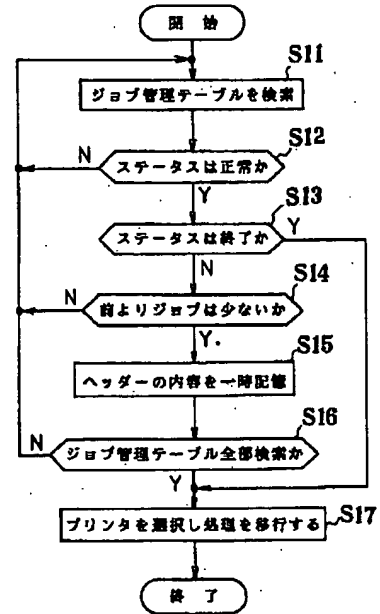 開始
S11
ジョブ管理テーブルを検索
S12
N
ステータスは正常か
Y
S13
ステータスは終了か
Y
N
S14
N
前よりジョブは少ないか
Y.
S15
ヘッダーの内容を一時記憶
S16
N
ジョブ管理テーブル全部検索か
Y
S17
プリンタを選択し処理を移行する
終了